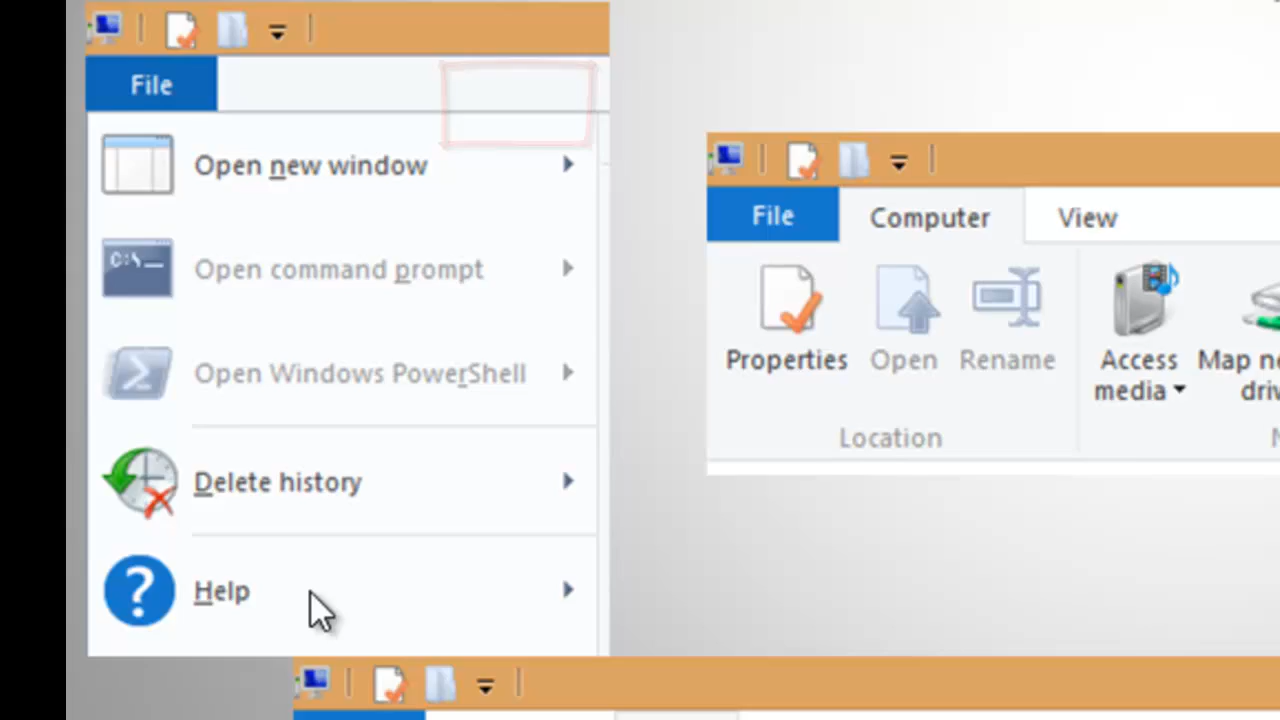 File
Open new window
C:\
Open command prompt
Open Windows PowerShell
Delete history
Help
File Computer View
Properties Open Rename Access media Map
Location